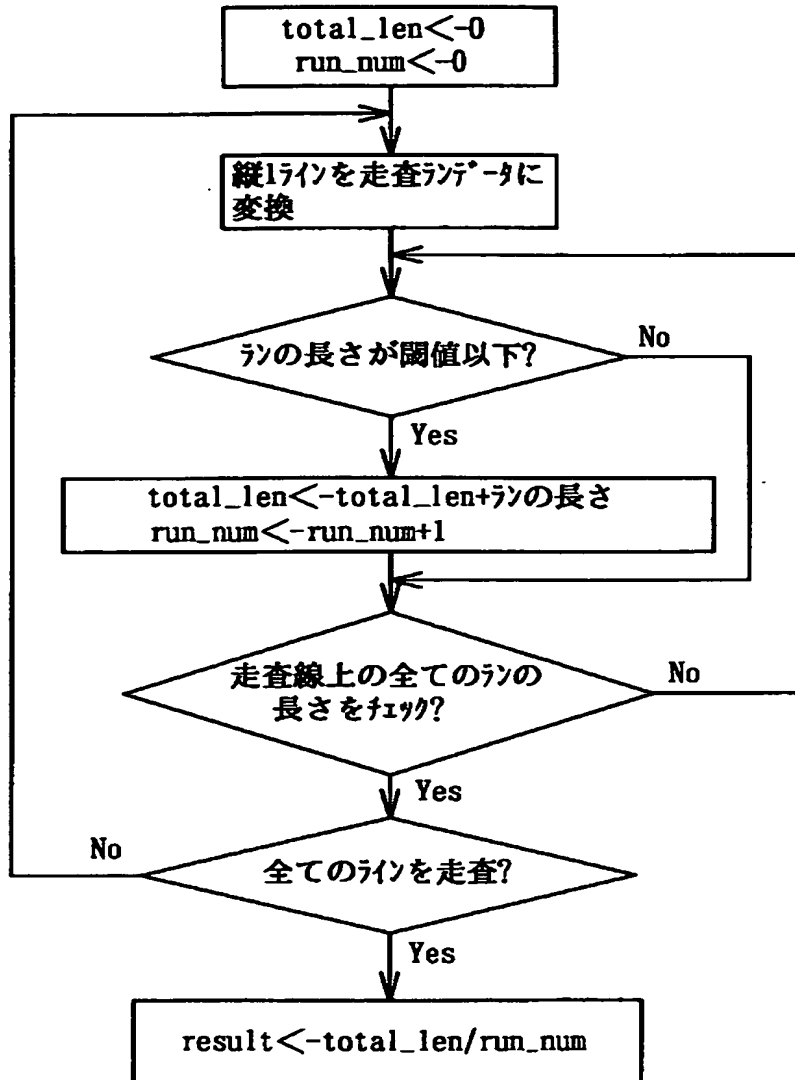 total_len<-0
run_num<-0
縦1ﾗｲﾝを走査ﾗﾝﾃﾞｰﾀに
変換
ﾗﾝの長さが閾値以下?
No
Yes
total_len<-total_len+ﾗﾝの長さ
run_num<-run_num+1
走査線上の全てのﾗﾝの
長さをﾁｪｯｸ?
No
Yes
全てのﾗｲﾝを走査?
No
Yes
result<-total_len/run_num